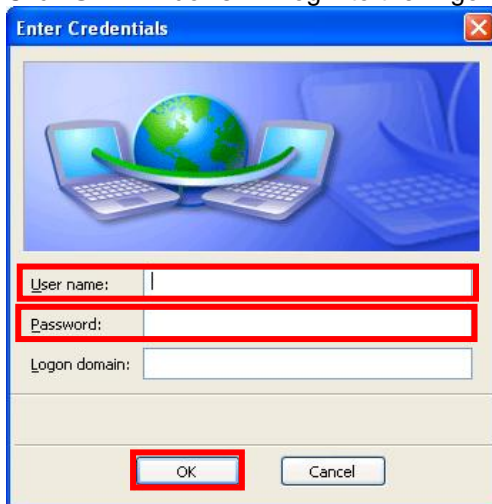 Enter Credentials
User name:
Password:
Logon domain:
OK
Cancel